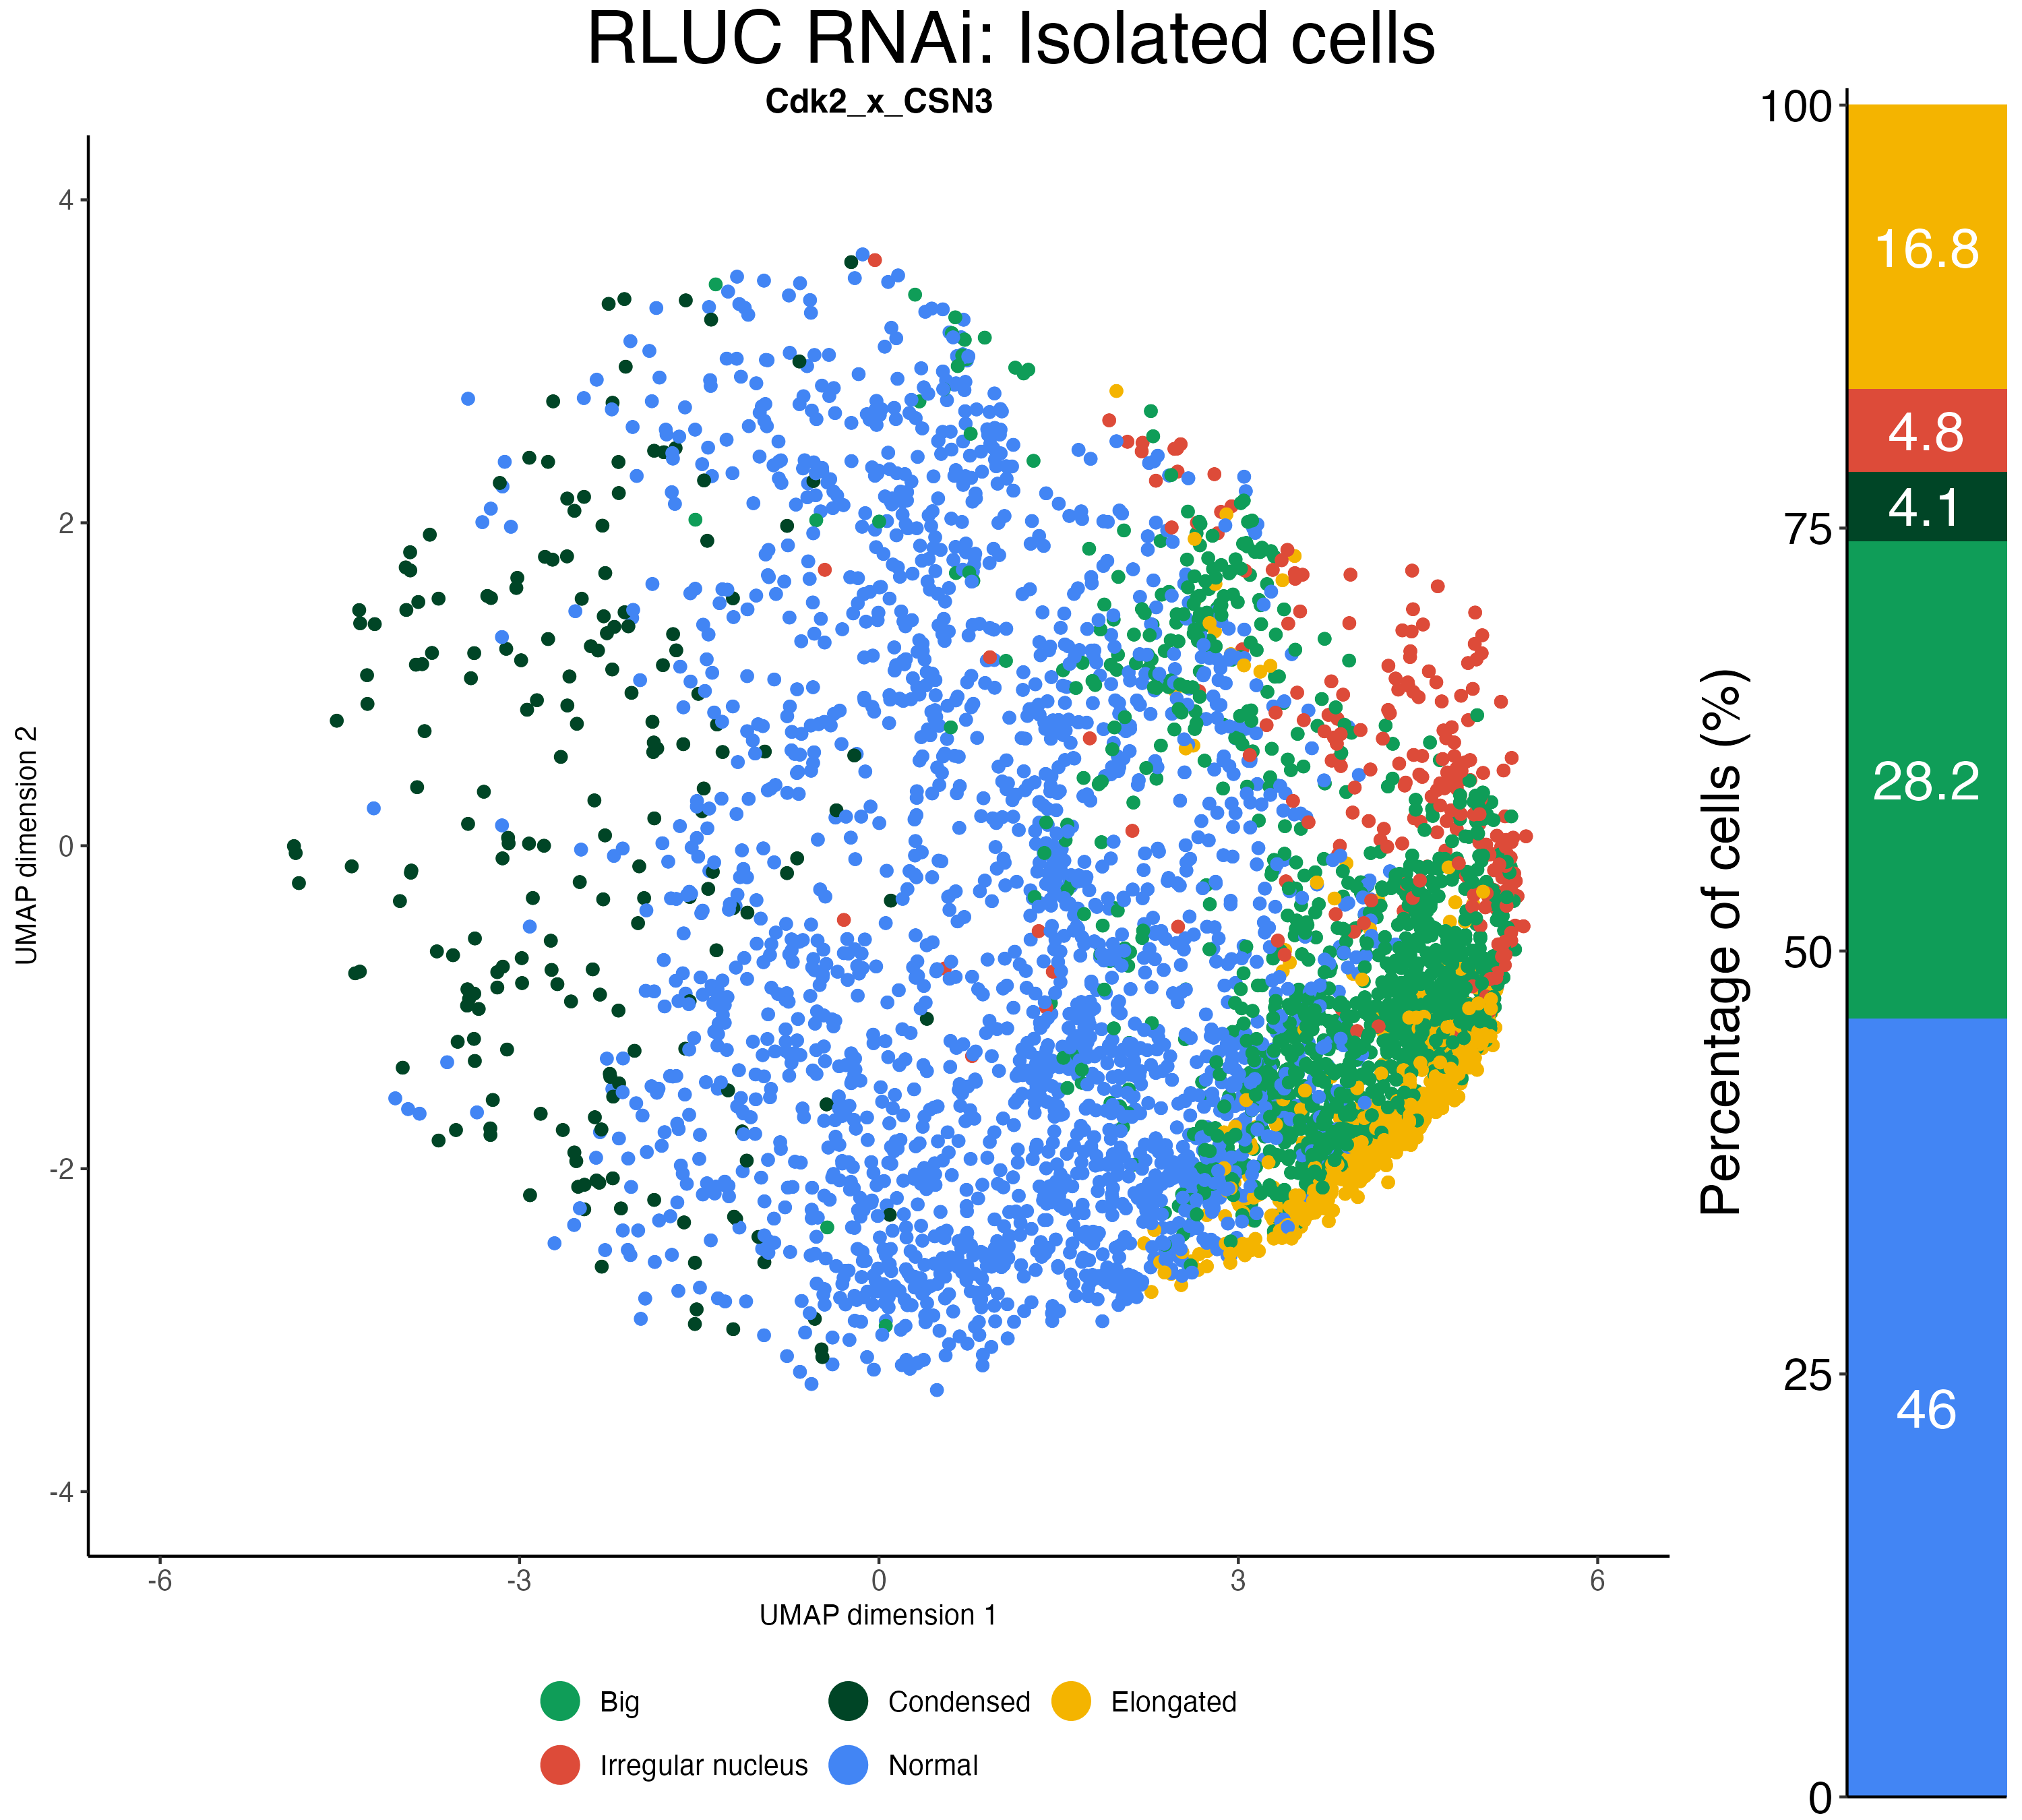 RLUC RNAi: Isolated cells
Cdk2_x_CSN3
4
2
0
-2
-4
UMAP dimension 2
-6
-3
0
3
6
UMAP dimension 1
Big
Condensed
Elongated
Irregular nucleus
Normal
Percentage of cells (%)
100
75
50
25
0
16.8
4.8
4.1
28.2
46